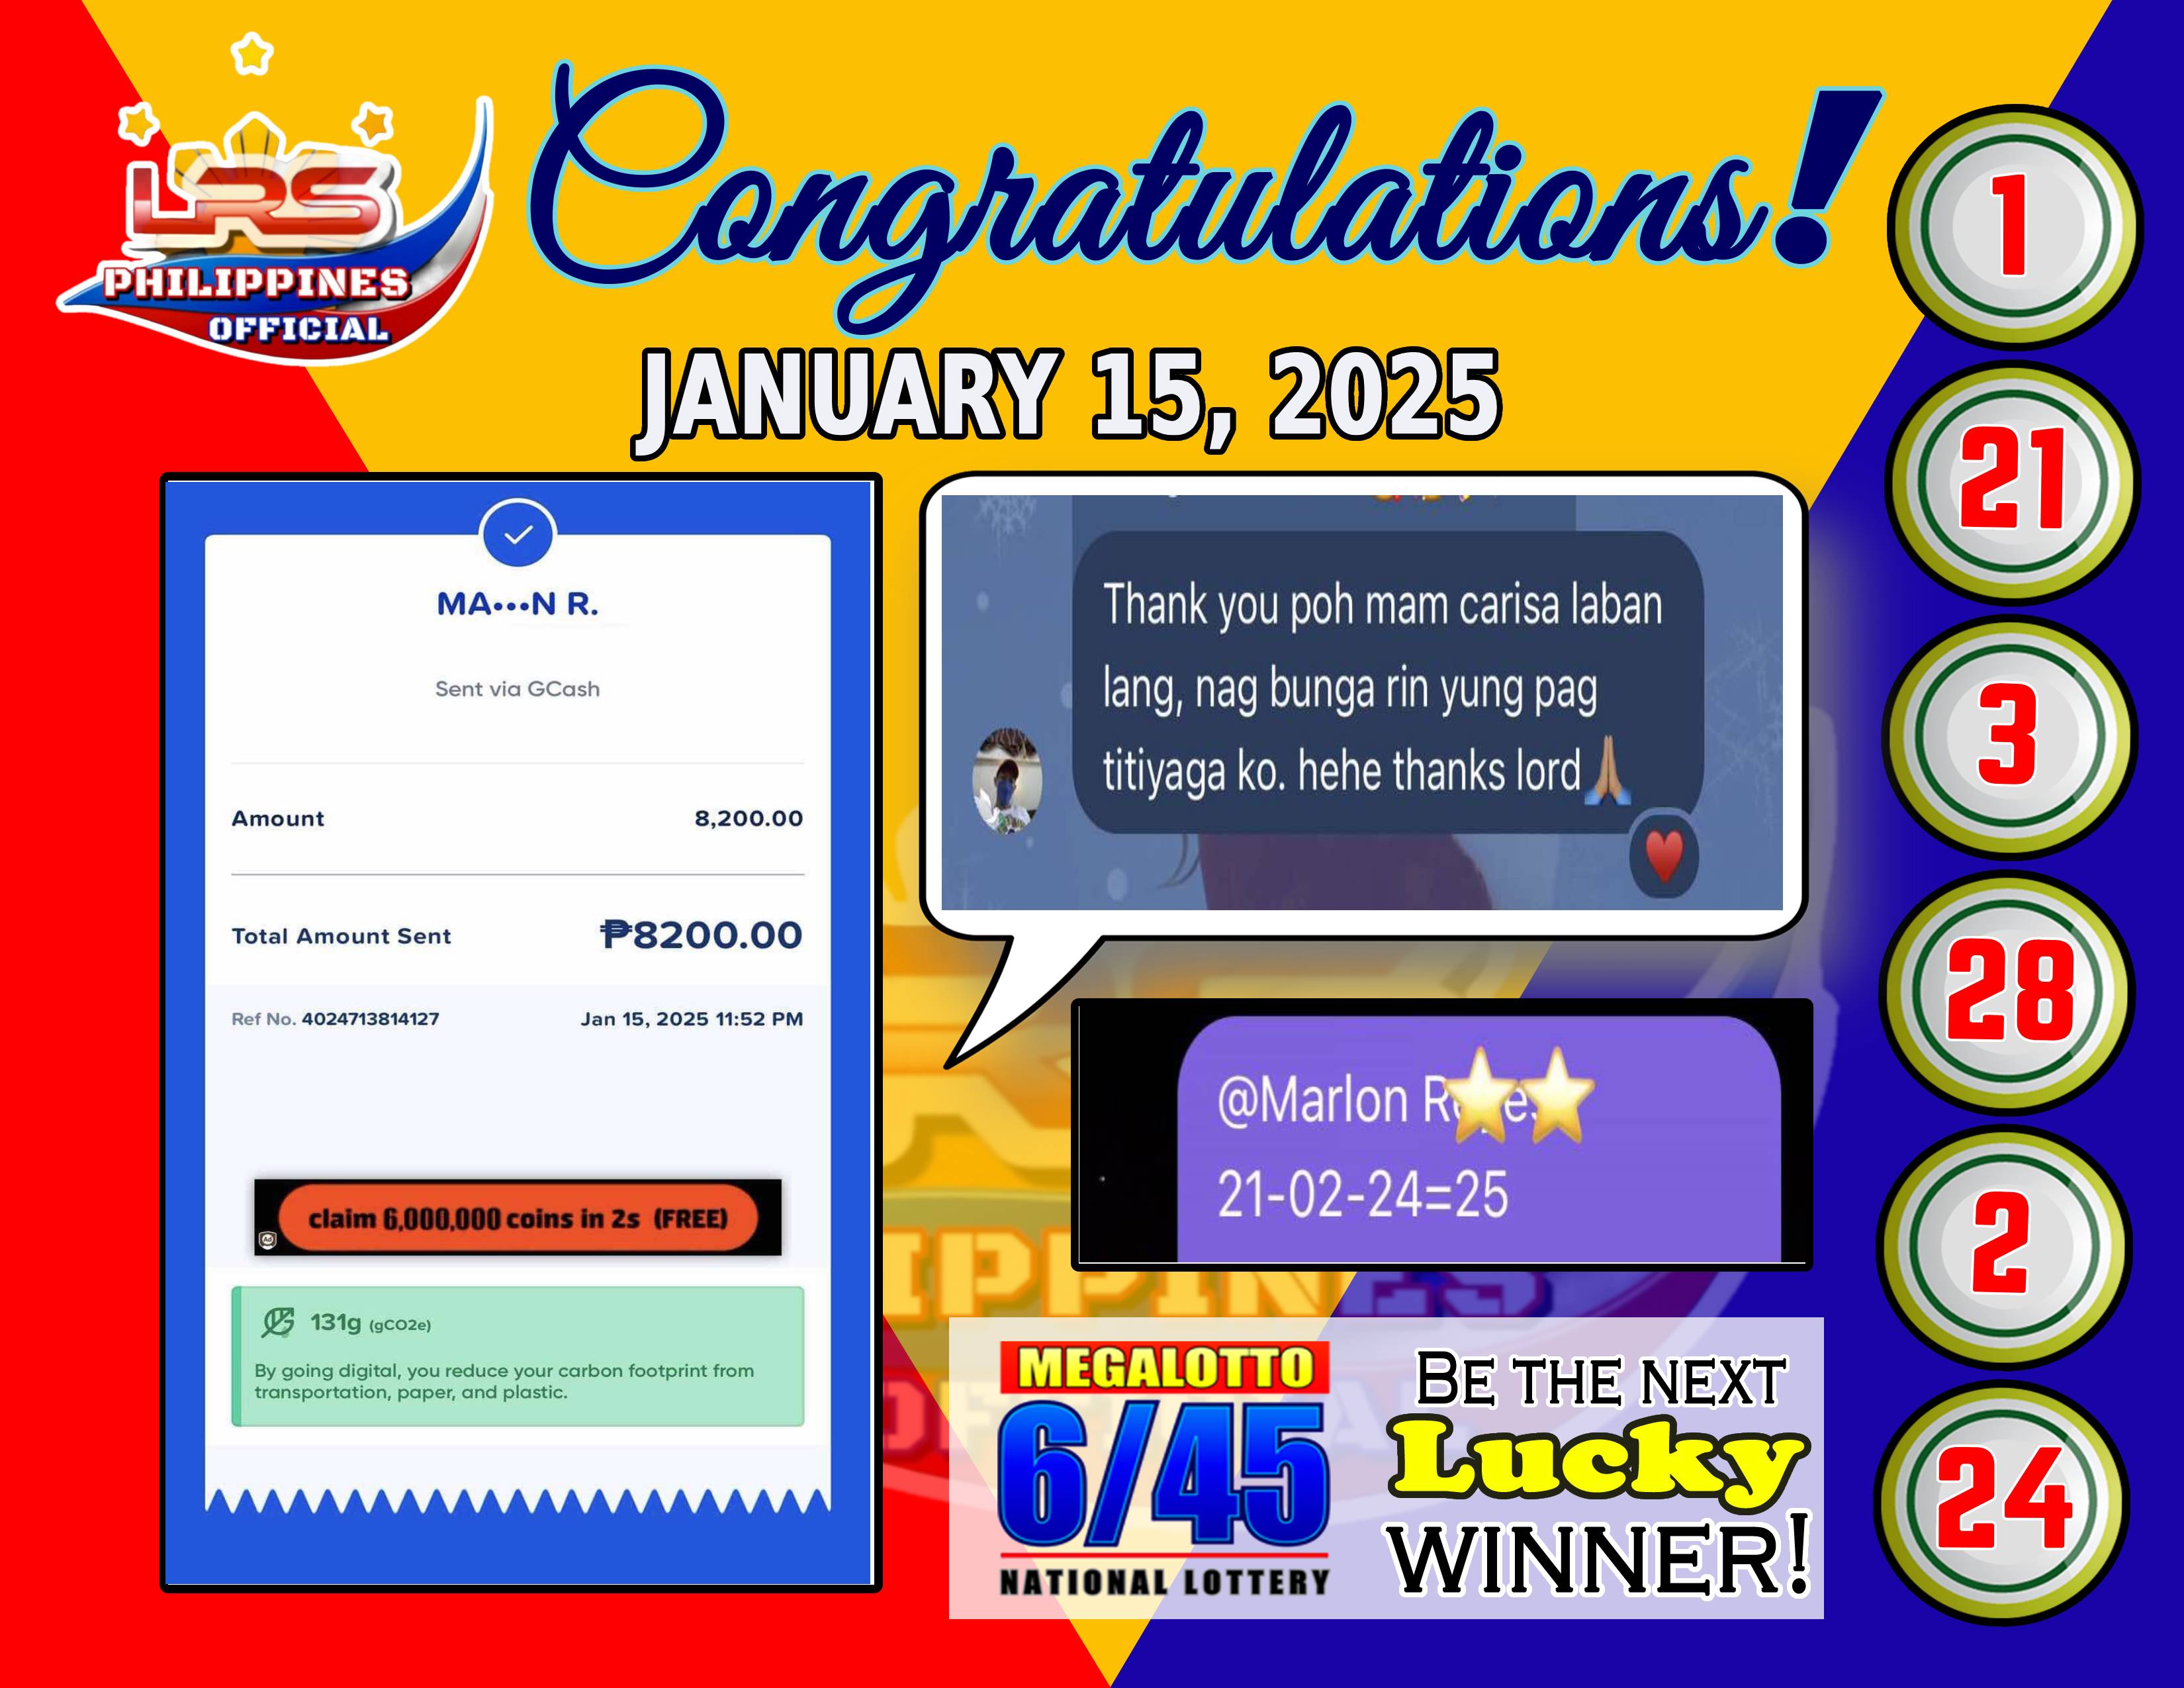 LRS
PHILIPPINES
OFFICIAL
Congratulations!
JANUARY 15, 2025
MA•••N R.
Sent via GCash
Amount 8,200.00
Total Amount Sent ₱8200.00
Ref No. 4024713814127 Jan 15, 2025 11:52 PM
claim 6,000,000 coins in 2s (FREE)
Ad
131g (gCO2e)
By going digital, you reduce your carbon footprint from
transportation, paper, and plastic.
Thank you poh mam carisa laban
lang, nag bunga rin yung pag
titiyaga ko. hehe thanks lord🙏🏽
@Marlon
21-02-24=25
MEGALOTTO
6/45
NATIONAL LOTTERY
BE THE NEXT
Lucky
WINNER!
1
21
3
28
2
24